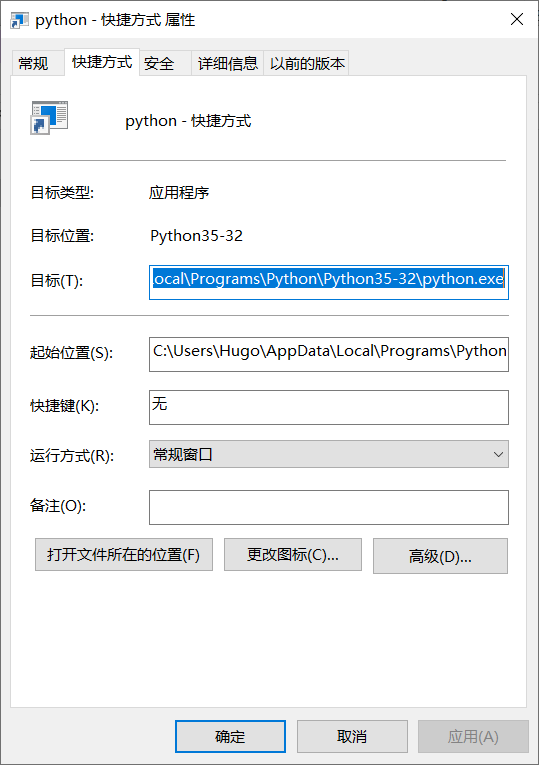 python - 快捷方式 属性
常规 快捷方式 安全 详细信息 以前的版本
python - 快捷方式
目标类型: 应用程序
目标位置: Python35-32
目标(T): ocal\Programs\Python\Python35-32\python.exe
起始位置(S): C:\Users\Hugo\AppData\Local\Programs\Python
快捷键(K): 无
运行方式(R): 常规窗口
备注(O):
打开文件所在的位置(F) 更改图标(C)... 高级(D)...
确定 取消 应用(A)